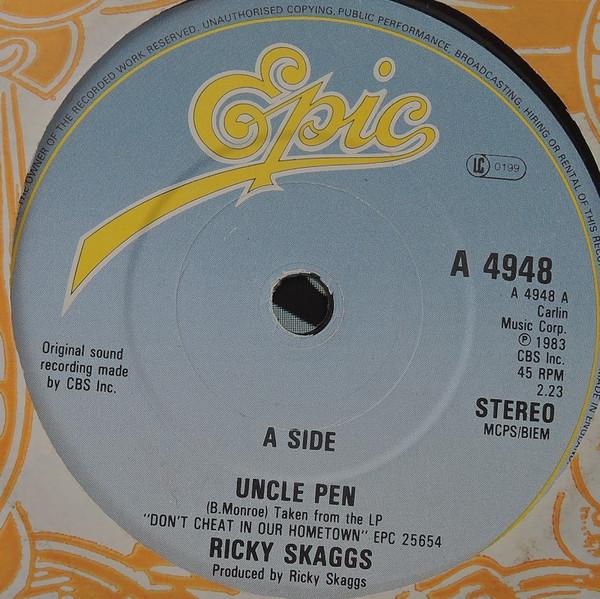 THE OWNER OF THE RECORDED WORK RESERVED. UNAUTHORISED COPYING, PUBLIC PERFORMANCE, BROADCASTING, HIRING OR RENTAL OF THIS
MADE IN ENGLAND
Epic
LC 0199
A 4948
A 4948 A
Carlin
Music Corp.
℗ 1983
CBS Inc.
45 RPM
2.23
STEREO
MCPS/BIEM
Original sound
recording made
by CBS Inc.
A SIDE
UNCLE PEN
(B.Monroe) Taken from the LP
"DON'T CHEAT IN OUR HOMETOWN" EPC 25654
RICKY SKAGGS
Produced by Ricky Skaggs